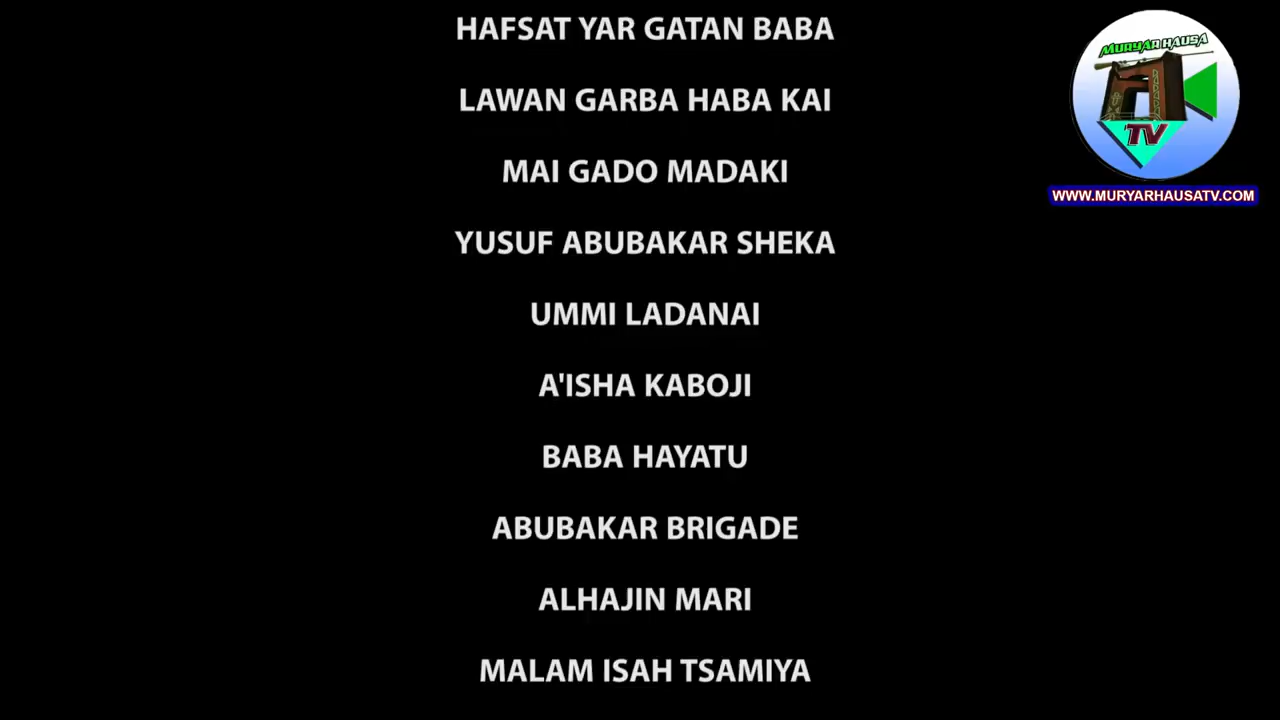 HAFSAT YAR GATAN BABA
LAWAN GARBA HABA KAI
MAI GADO MADAKI
YUSUF ABUBAKAR SHEKA
UMMI LADANAI
A'ISHA KABOJI
BABA HAYATU
ABUBAKAR BRIGADE
ALHAJIN MARI
MALAM ISAH TSAMIYA
MURYAR HAUSA
TV
WWW.MURYARHAUSATV.COM